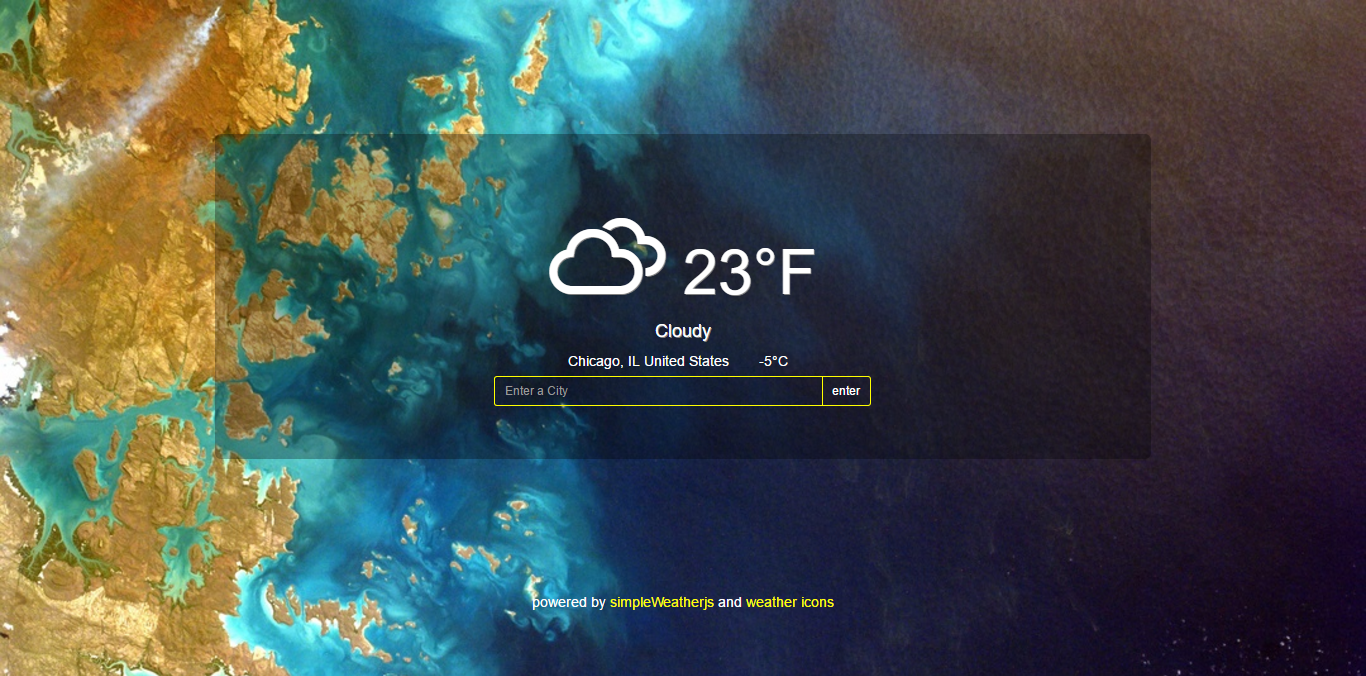 23°F
Cloudy
Chicago, IL United States -5°C
Enter a City enter
powered by simpleWeatherjs and weather icons